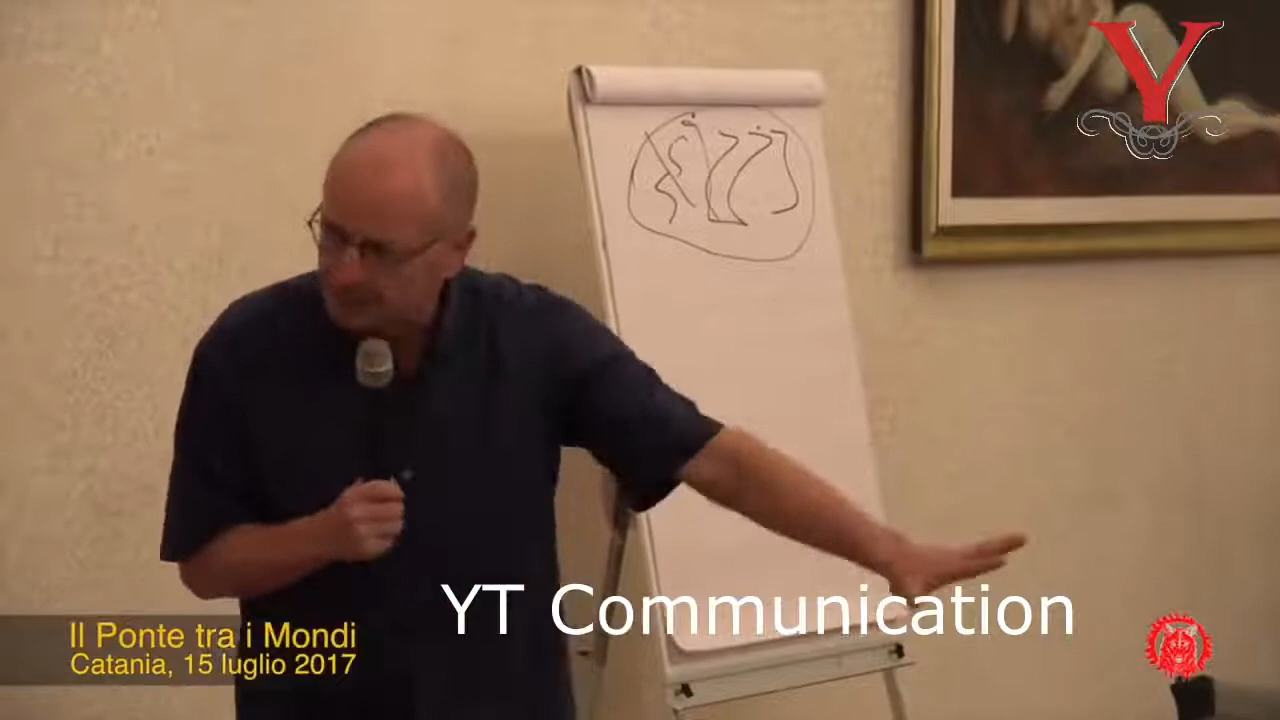 Y
YT Communication
Il Ponte tra i Mondi
Catania, 15 luglio 2017